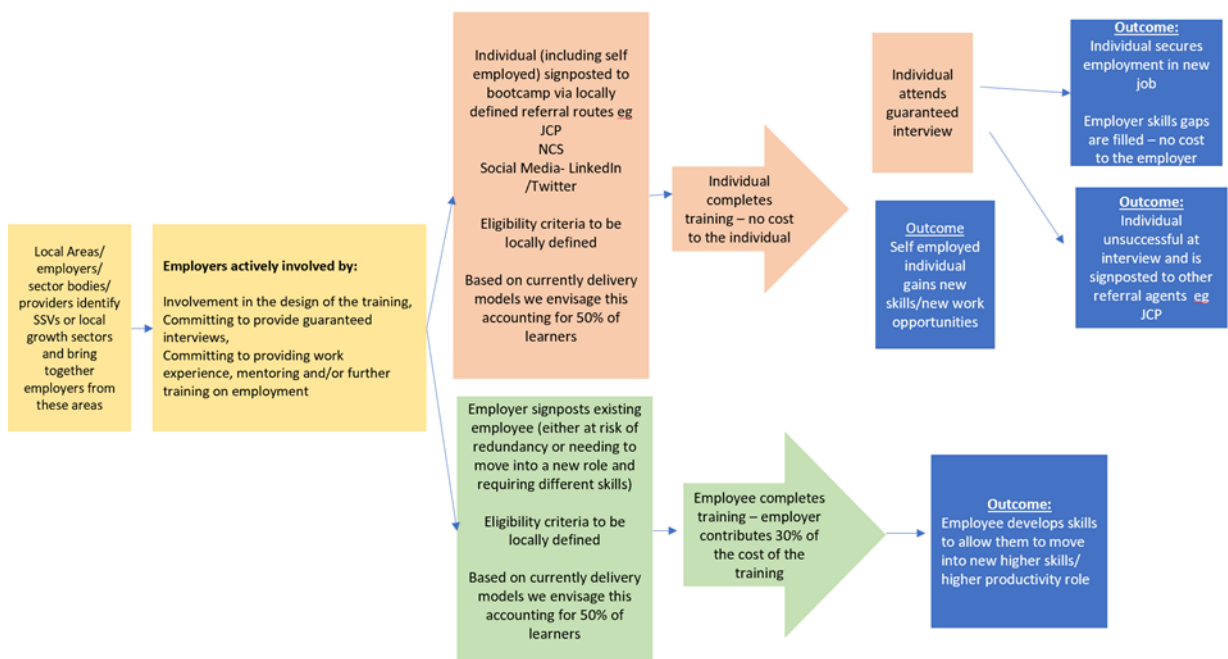 Local Areas/
employers/
sector bodies/
providers identify
SSVs or local
growth sectors
and bring
together
employers from
these areas
Employers actively involved by:
Involvement in the design of the training,
Committing to provide guaranteed
interviews,
Committing to providing work
experience, mentoring and/or further
training on employment
Individual (including self
employed) signposted to
bootcamp via locally
defined referral routes eg
JCP
NCS
Social Media- LinkedIn
/Twitter
Eligibility criteria to be
locally defined
Based on currently delivery
models we envisage this
accounting for 50% of
learners
Individual
completes
training – no cost
to the individual
Individual
attends
guaranteed
interview
Outcome:
Individual secures
employment in new
job
Employer skills gaps
are filled – no cost
to the employer
Outcome
Self employed
individual
gains new
skills/new work
opportunities
Outcome:
Individual
unsuccessful at
interview and is
signposted to other
referral agents eg
JCP
Employer signposts existing
employee (either at risk of
redundancy or needing to
move into a new role and
requiring different skills)
Eligibility criteria to be
locally defined
Based on currently delivery
models we envisage this
accounting for 50% of
learners
Employee completes
training – employer
contributes 30% of
the cost of the
training
Outcome:
Employee develops skills
to allow them to move
into new higher skills/
higher productivity role